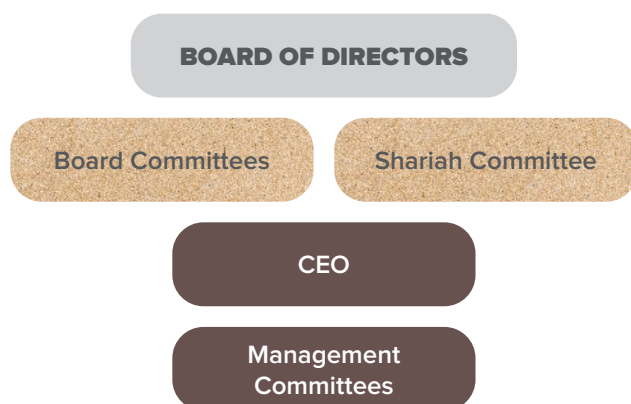 BOARD OF DIRECTORS
Board Committees
Shariah Committee
CEO
Management
Committees